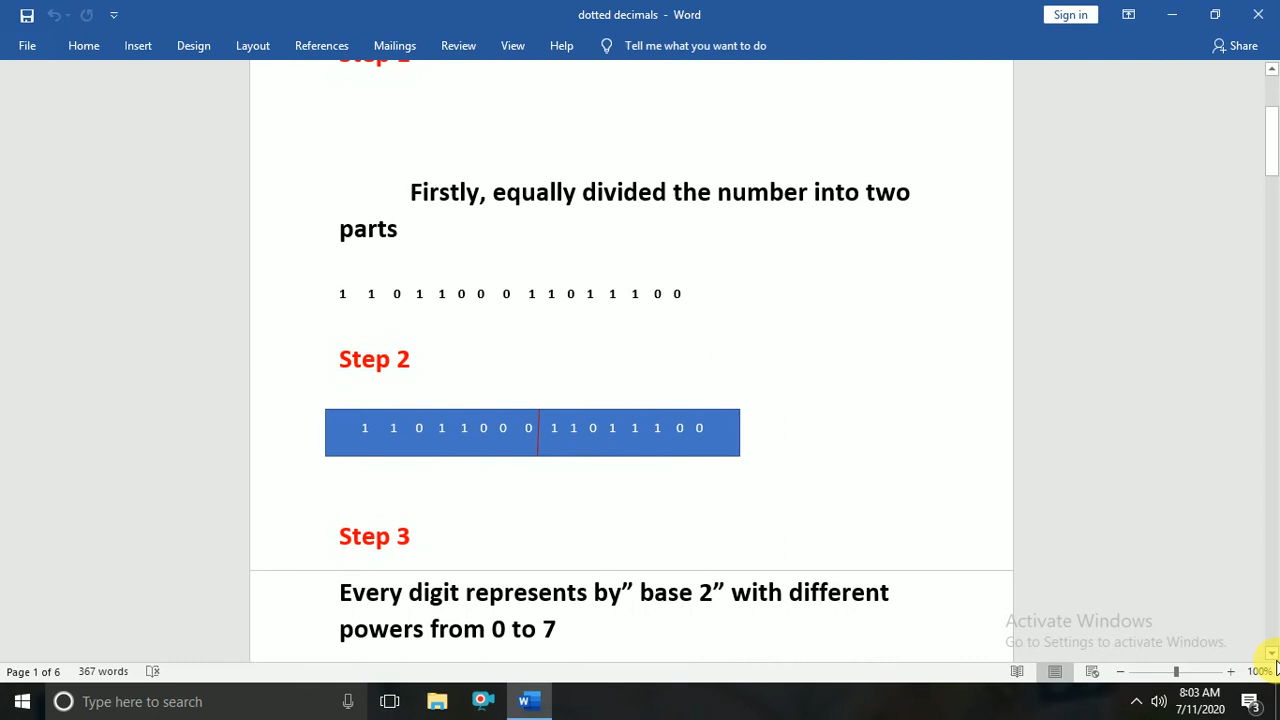 dotted decimals - Word
Sign in
File Home Insert Design Layout References Mailings Review View Help Tell me what you want to do Share
Step 1
Firstly, equally divided the number into two
parts
1 1 0 1 1 0 0 0 1 1 0 1 1 1 0 0
Step 2
1 1 0 1 1 0 0 0 1 1 0 1 1 1 0 0
Step 3
Every digit represents by” base 2” with different
powers from 0 to 7
Activate Windows
Go to Settings to activate Windows.
Page 1 of 6 367 words 100%
Type here to search
8:03 AM
7/11/2020
3